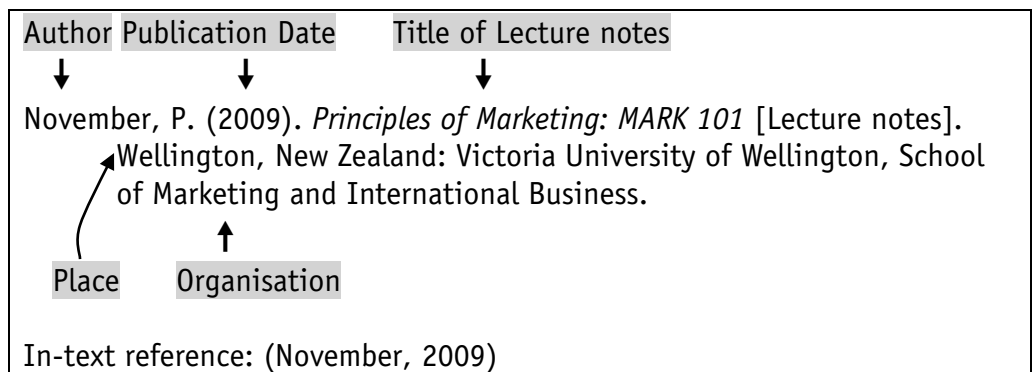 Author Publication Date Title of Lecture notes
November, P. (2009). Principles of Marketing: MARK 101 [Lecture notes].
Wellington, New Zealand: Victoria University of Wellington, School
of Marketing and International Business.
Place Organisation
In-text reference: (November, 2009)